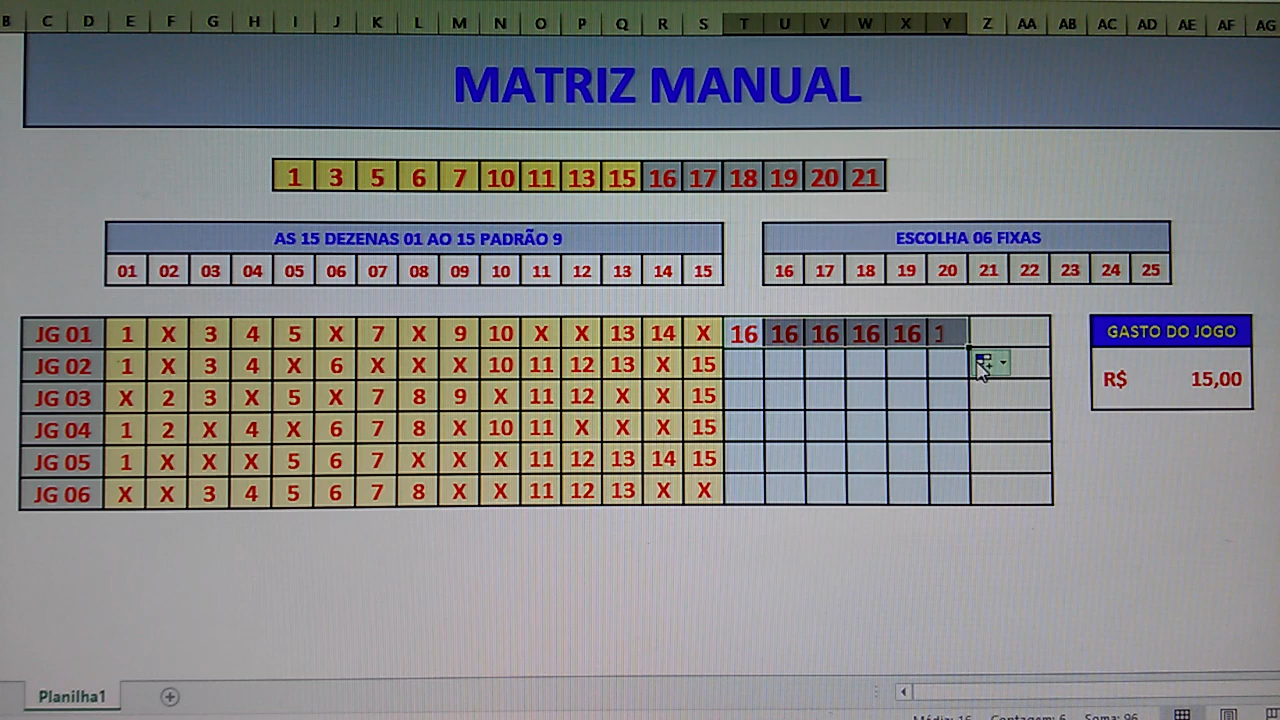 B C D E F G H I J K L M N O P Q R S T U V W X Y Z AA AB AC AD AE AF AG
MATRIZ MANUAL
1 3 5 6 7 10 11 13 15 16 17 18 19 20 21
AS 15 DEZENAS 01 AO 15 PADRÃO 9
ESCOLHA 06 FIXAS
01 02 03 04 05 06 07 08 09 10 11 12 13 14 15
16 17 18 19 20 21 22 23 24 25
JG 01 1 X 3 4 5 X 7 X 9 10 X X 13 14 X 16 16 16 16 16 1
JG 02 1 X 3 4 X 6 X X X 10 11 12 13 X 15
JG 03 X 2 3 X 5 X 7 8 9 X 11 12 X X 15
JG 04 1 2 X 4 X 6 7 8 X 10 11 X X X 15
JG 05 1 X X X 5 6 7 X X X 11 12 13 14 15
JG 06 X X 3 4 5 6 7 8 X X 11 12 13 X X
GASTO DO JOGO
R$ 15,00
Planilha1
Média: 16 Contagem: 6 Soma: 96